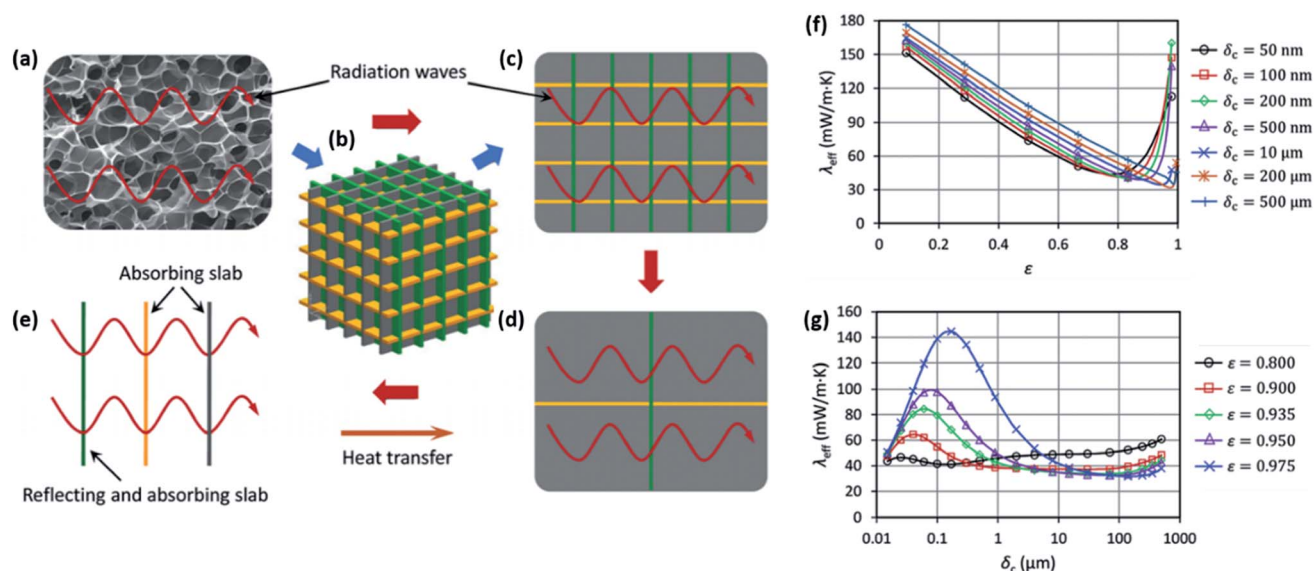 (a)
Radiation waves
(b)
(c)
(d)
(e)
Absorbing slab
Reflecting and absorbing slab
Heat transfer
(f)
λeff (mW/m·K)
180
150
120
90
60
30
0
0 0.2 0.4 0.6 0.8 1
ε
δc = 50 nm
δc = 100 nm
δc = 200 nm
δc = 500 nm
δc = 10 μm
δc = 200 μm
δc = 500 μm
(g)
λeff (mW/m·K)
160
140
120
100
80
60
40
20
0
0.01 0.1 1 10 100 1000
δc (μm)
ε = 0.800
ε = 0.900
ε = 0.935
ε = 0.950
ε = 0.975